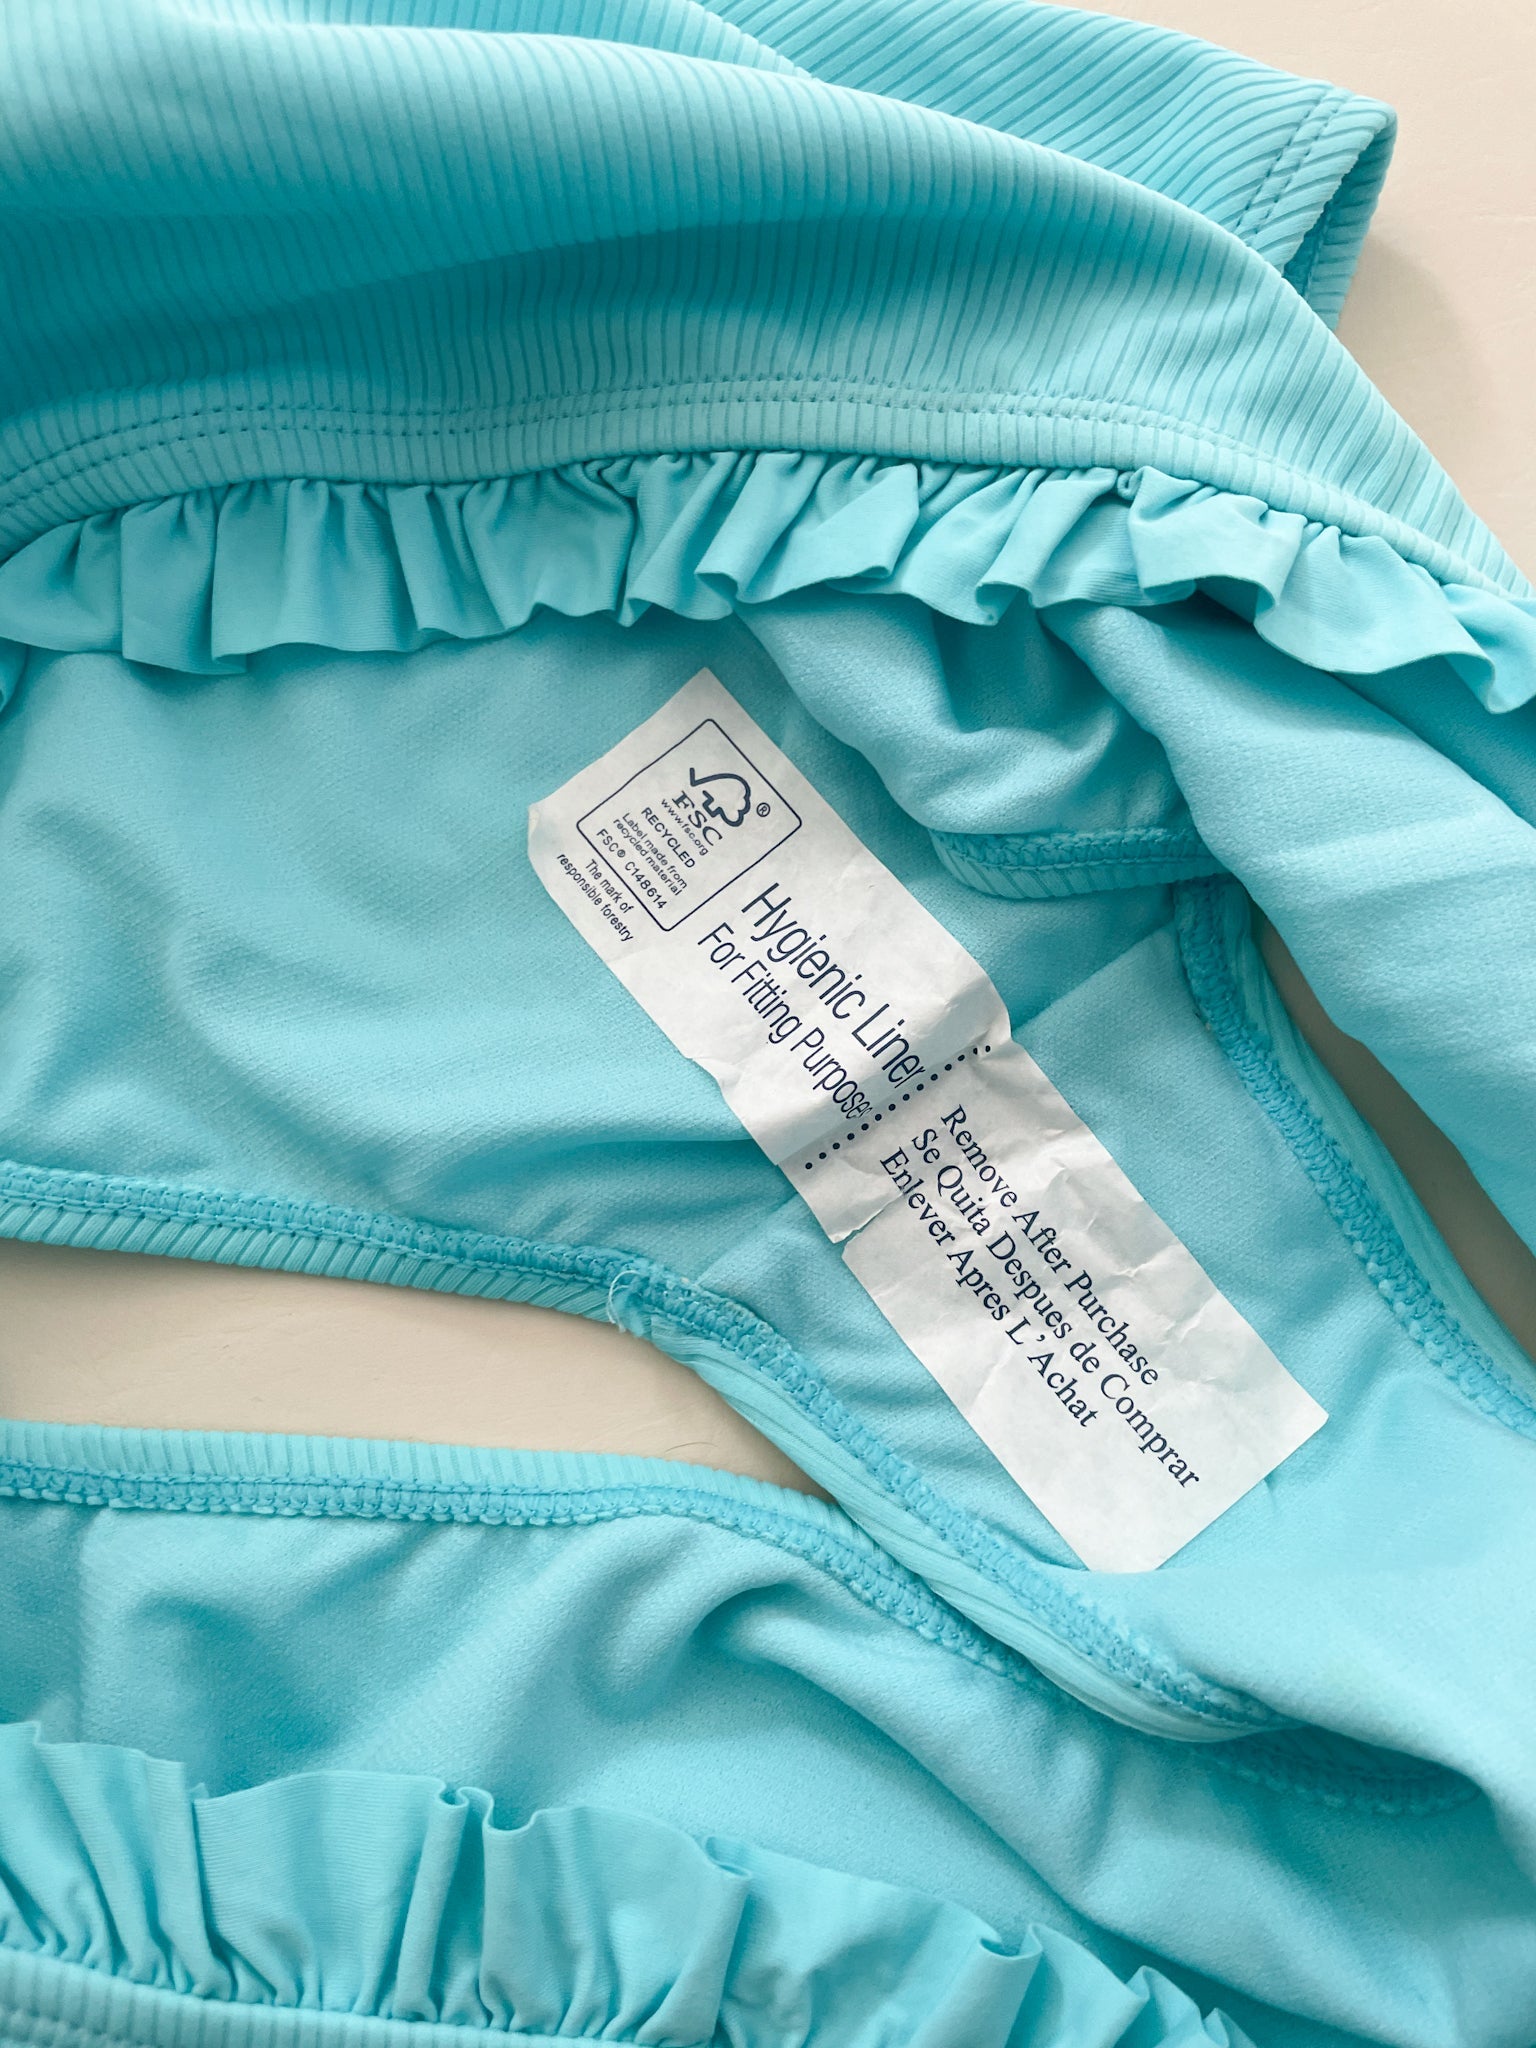 FSC®
www.fsc.org
RECYCLED
Label made from
recycled material
FSC® C148614
The mark of
responsible forestry
Hygienic Liner
For Fitting Purposes
Remove After Purchase
Se Quita Despues de Comprar
Enlever Apres L'Achat